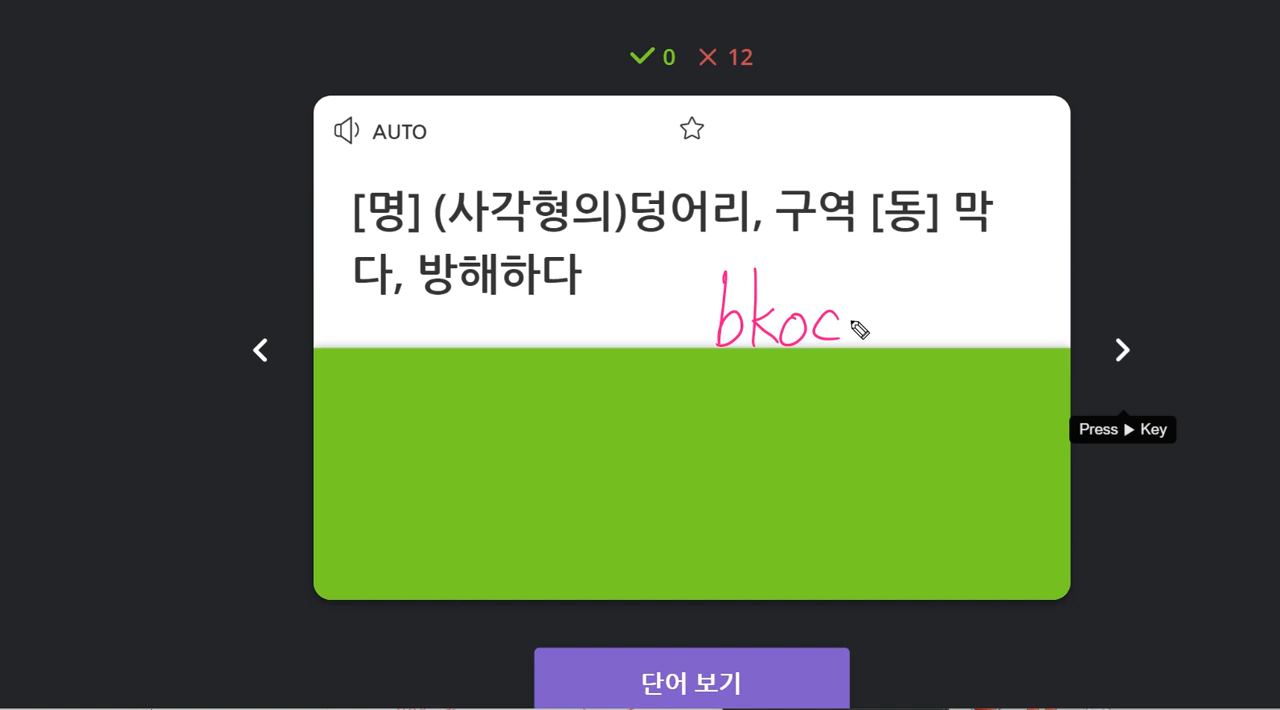 0 12
AUTO
[명] (사각형의)덩어리, 구역 [동] 막
다, 방해하다
bkoc
Press ▶ Key
단어 보기